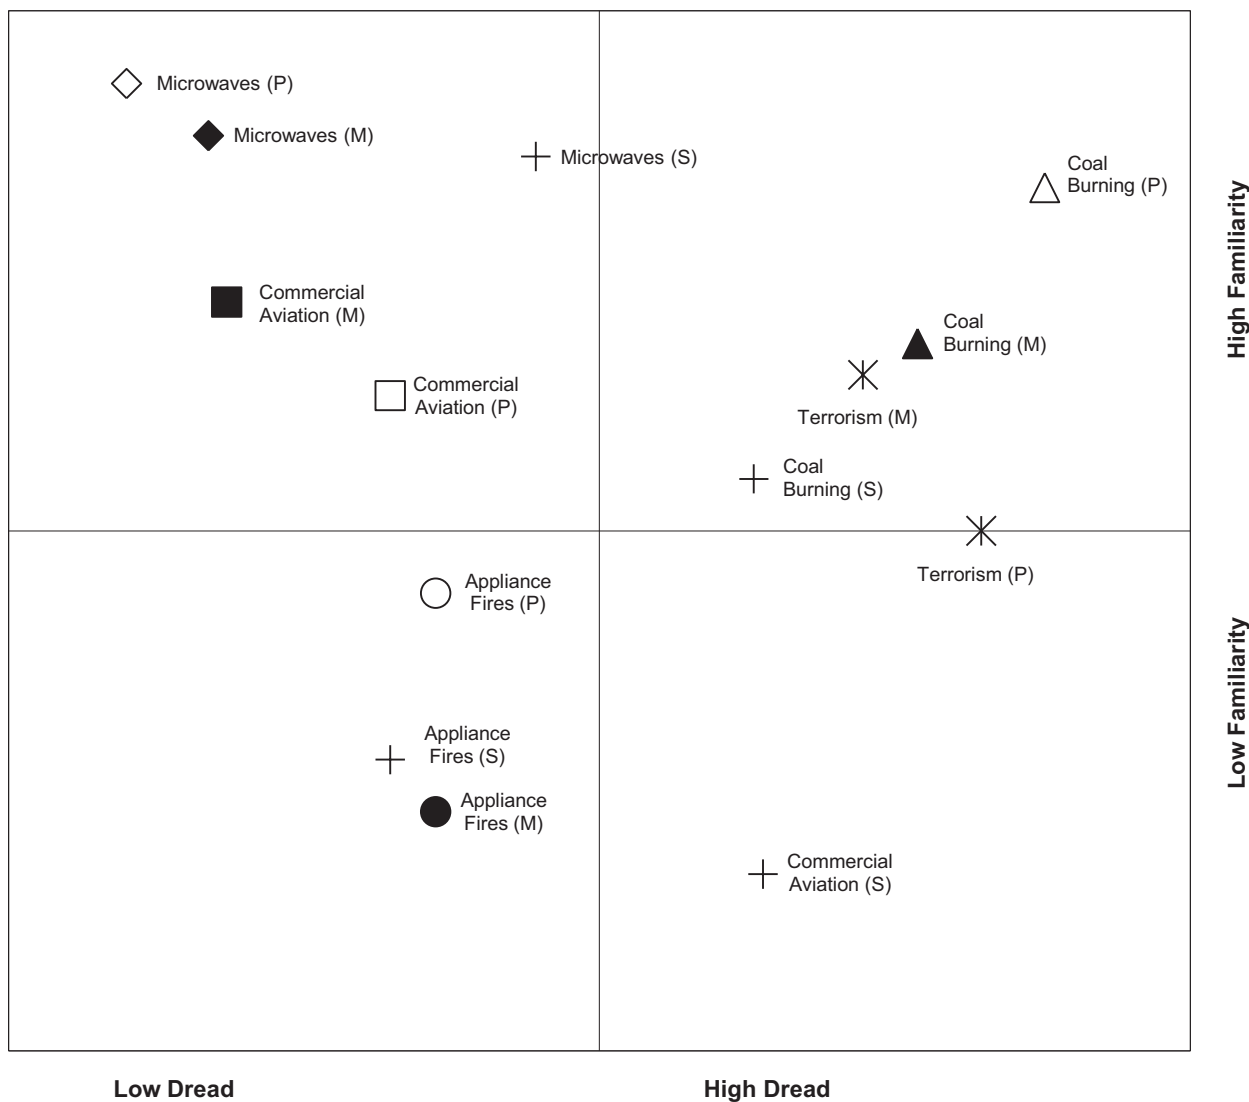 Microwaves (P)
Microwaves (M)
Microwaves (S)
Coal
Burning (P)
Commercial
Aviation (M)
Coal
Burning (M)
Commercial
Aviation (P)
Terrorism (M)
Coal
Burning (S)
Terrorism (P)
Appliance
Fires (P)
Appliance
Fires (S)
Appliance
Fires (M)
Commercial
Aviation (S)
High Familiarity
Low Familiarity
Low Dread
High Dread